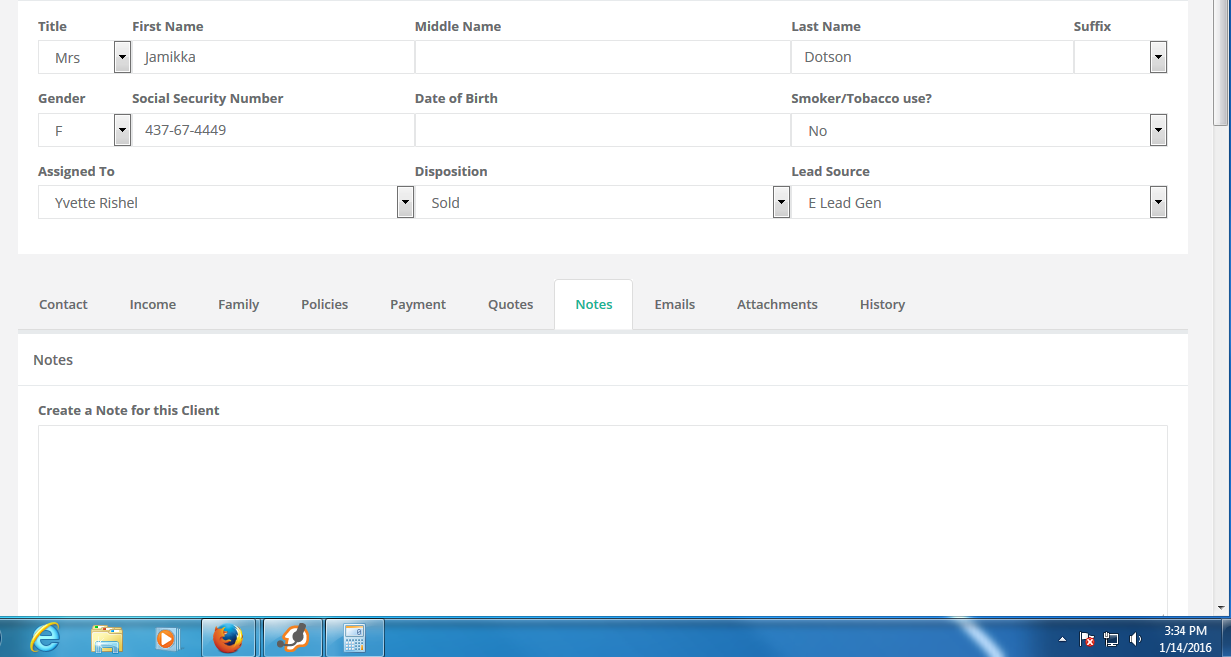 Title First Name Middle Name Last Name Suffix
Mrs Jamikka Dotson
Gender Social Security Number Date of Birth Smoker/Tobacco use?
F 437-67-4449 No
Assigned To Disposition Lead Source
Yvette Rishel Sold E Lead Gen
Contact Income Family Policies Payment Quotes Notes Emails Attachments History
Notes
Create a Note for this Client
3:34 PM
1/14/2016